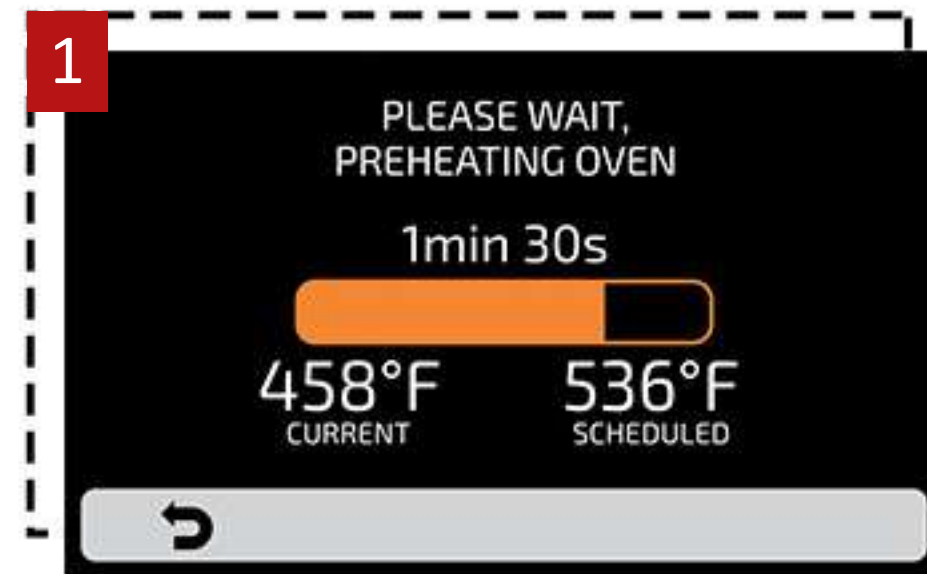 1
PLEASE WAIT,
PREHEATING OVEN
1min 30s
458°F 536°F
CURRENT SCHEDULED